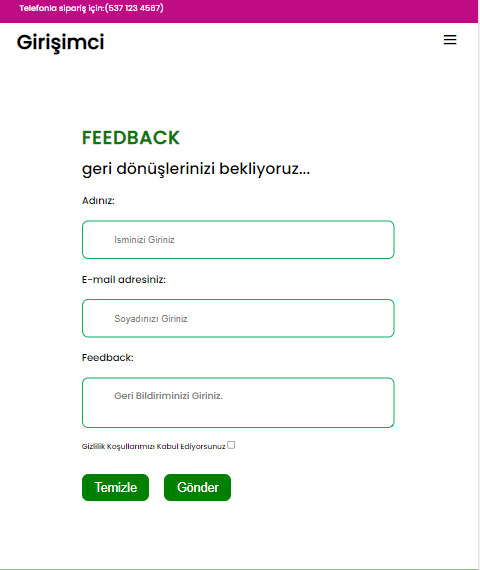 Telefonla sipariş için:(537 123 4567)
Girişimci
FEEDBACK
geri dönüşlerinizi bekliyoruz...
Adınız:
Isminizi Giriniz
E-mail adresiniz:
Soyadınızı Giriniz
Feedback:
Geri Bildiriminizi Giriniz.
Gizlilik Koşullarımızı Kabul Ediyorsunuz
Temizle Gönder